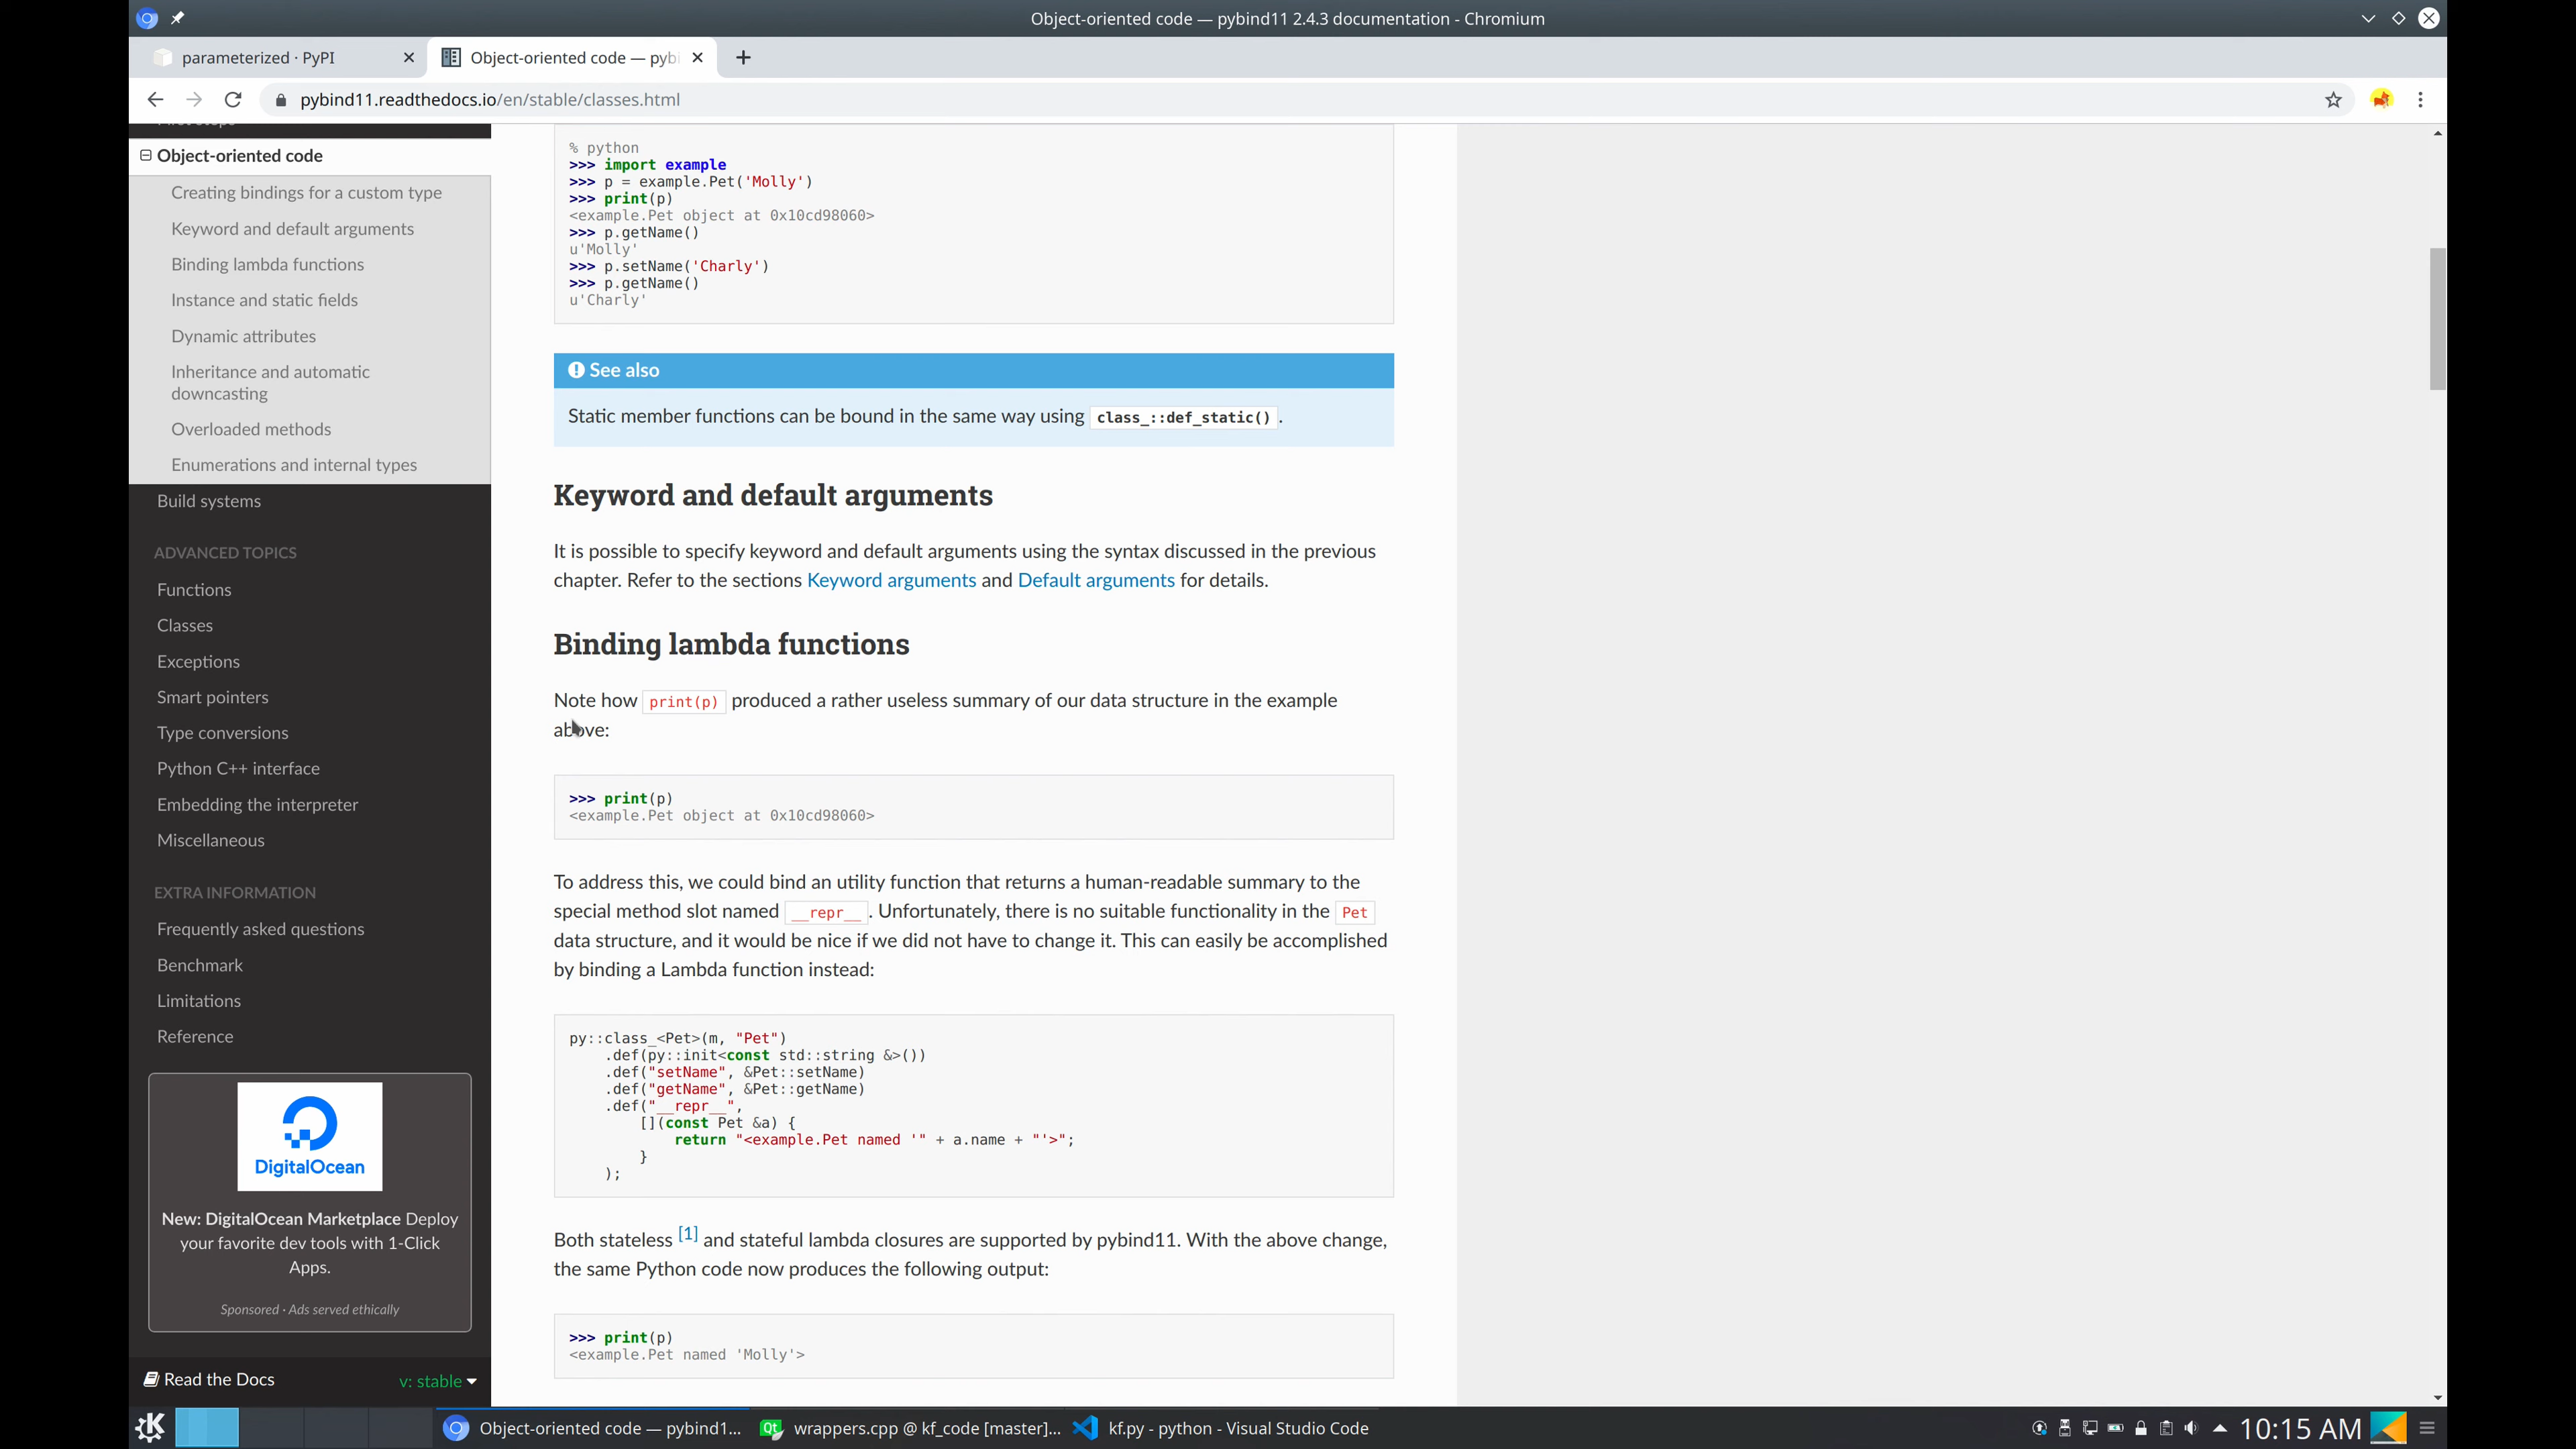 Object-oriented code — pybind11 2.4.3 documentation - Chromium
parameterized · PyPI
Object-oriented code — pybi
pybind11.readthedocs.io/en/stable/classes.html
Object-oriented code
Creating bindings for a custom type
Keyword and default arguments
Binding lambda functions
Instance and static fields
Dynamic attributes
Inheritance and automatic
downcasting
Overloaded methods
Enumerations and internal types
Build systems
ADVANCED TOPICS
Functions
Classes
Exceptions
Smart pointers
Type conversions
Python C++ interface
Embedding the interpreter
Miscellaneous
EXTRA INFORMATION
Frequently asked questions
Benchmark
Limitations
Reference
DigitalOcean
New: DigitalOcean Marketplace Deploy
your favorite dev tools with 1-Click
Apps.
Sponsored · Ads served ethically
Read the Docs
v: stable
% python
>>> import example
>>> p = example.Pet('Molly')
>>> print(p)
<example.Pet object at 0x10cd98060>
>>> p.getName()
u'Molly'
>>> p.setName('Charly')
>>> p.getName()
u'Charly'
See also
Static member functions can be bound in the same way using class_::def_static().
Keyword and default arguments
It is possible to specify keyword and default arguments using the syntax discussed in the previous
chapter. Refer to the sections Keyword arguments and Default arguments for details.
Binding lambda functions
Note how print(p) produced a rather useless summary of our data structure in the example
above:
>>> print(p)
<example.Pet object at 0x10cd98060>
To address this, we could bind an utility function that returns a human-readable summary to the
special method slot named __repr__. Unfortunately, there is no suitable functionality in the Pet
data structure, and it would be nice if we did not have to change it. This can easily be accomplished
by binding a Lambda function instead:
py::class_<Pet>(m, "Pet")
.def(py::init<const std::string &>())
.def("setName", &Pet::setName)
.def("getName", &Pet::getName)
.def("__repr__",
[](const Pet &a) {
return "<example.Pet named '" + a.name + "'>";
}
);
Both stateless [1] and stateful lambda closures are supported by pybind11. With the above change,
the same Python code now produces the following output:
>>> print(p)
<example.Pet named 'Molly'>
Object-oriented code — pybind1...
Qt
wrappers.cpp @ kf_code [master]...
kf.py - python - Visual Studio Code
10:15 AM